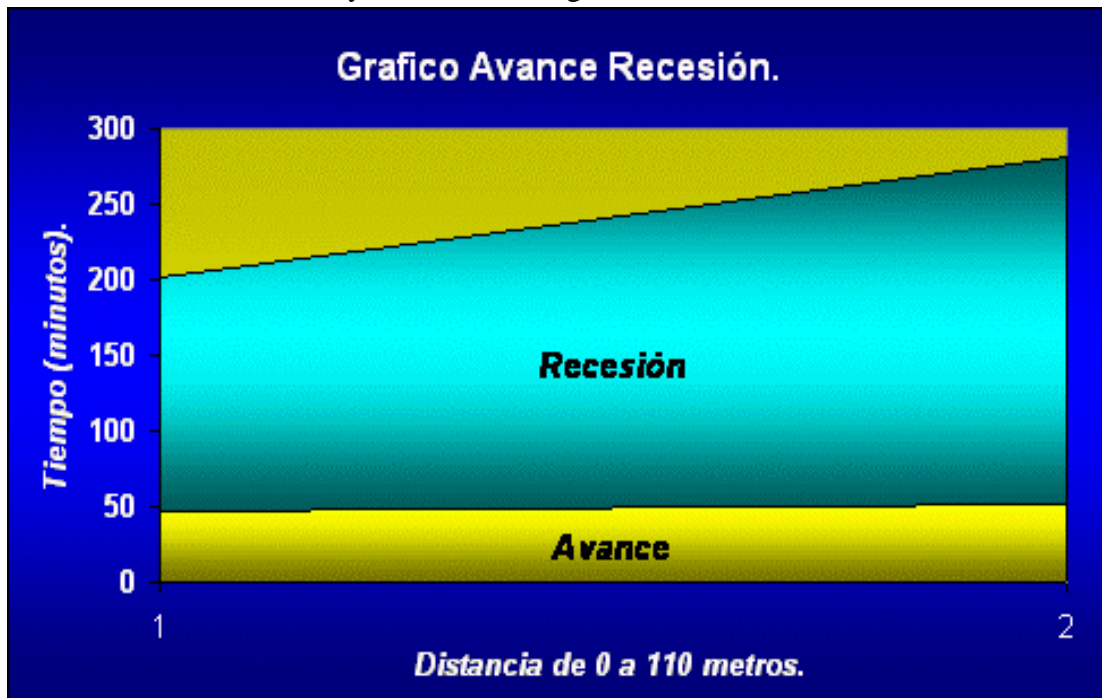 Grafico Avance Recesión.
300
250
200
150
100
50
0
Tiempo (minutos).
Recesión
Avance
1
2
Distancia de 0 a 110 metros.